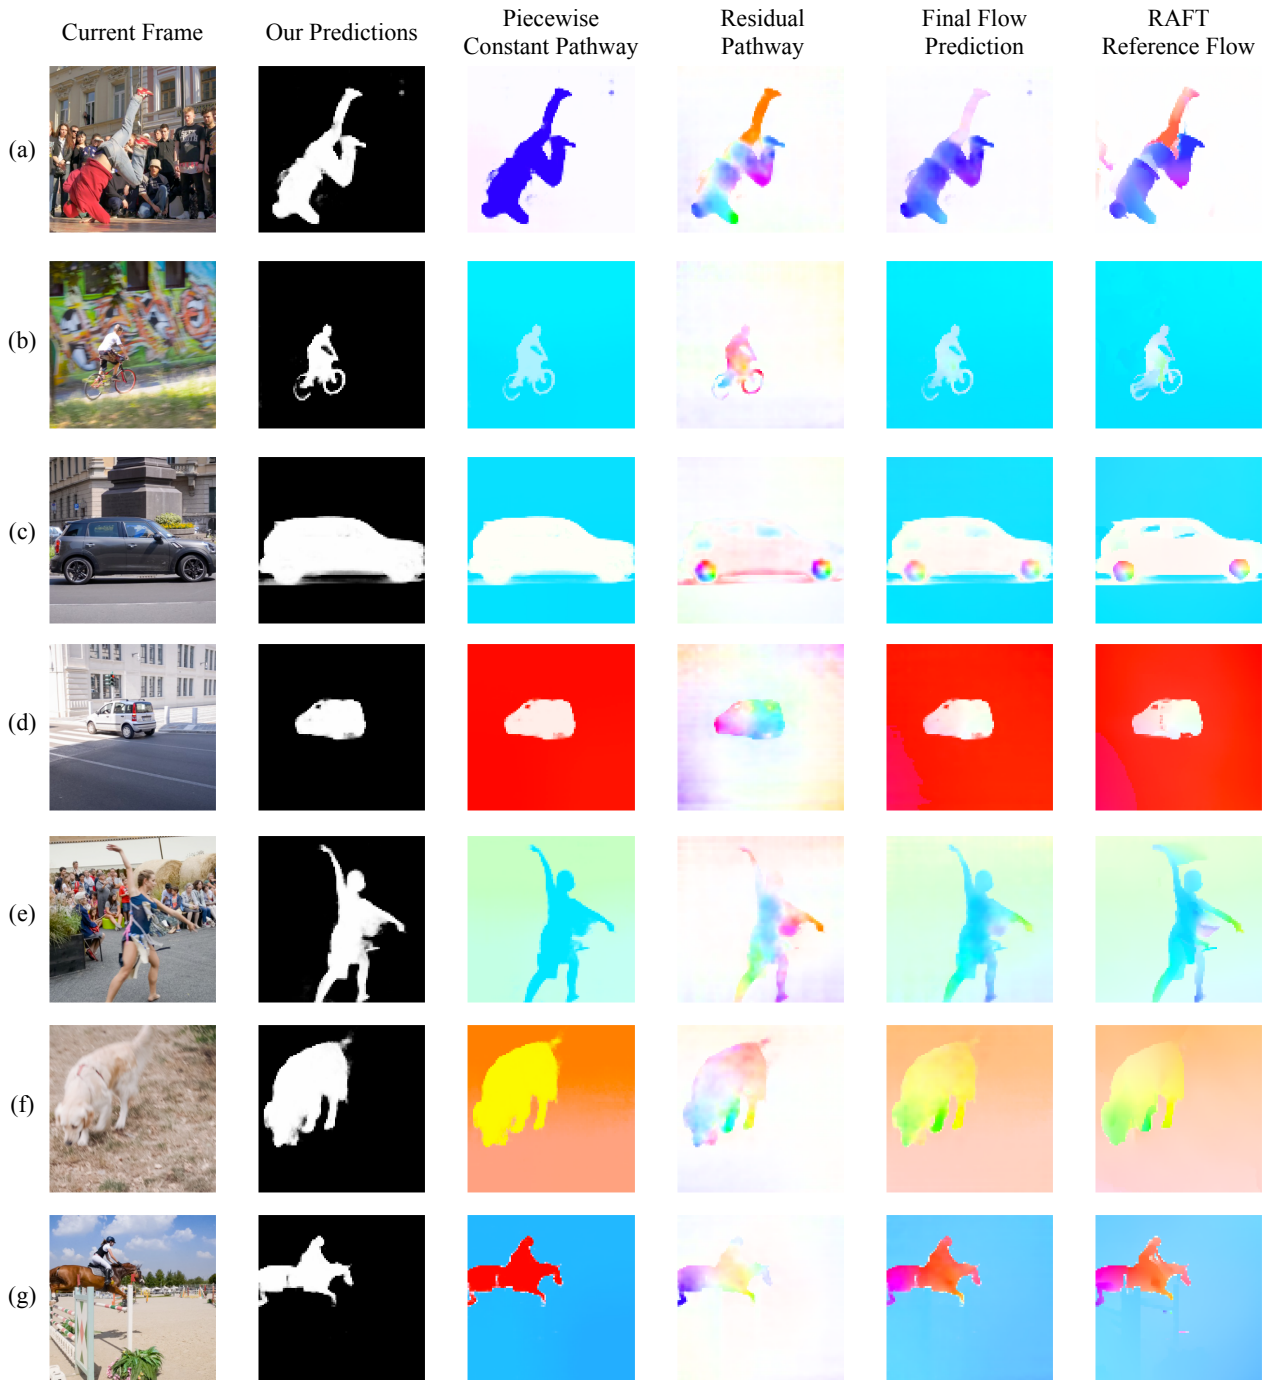 Current Frame
Our Predictions
Piecewise
Constant Pathway
Residual
Pathway
Final Flow
Prediction
RAFT
Reference Flow
(a)
(b)
(c)
(d)
(e)
(f)
(g)